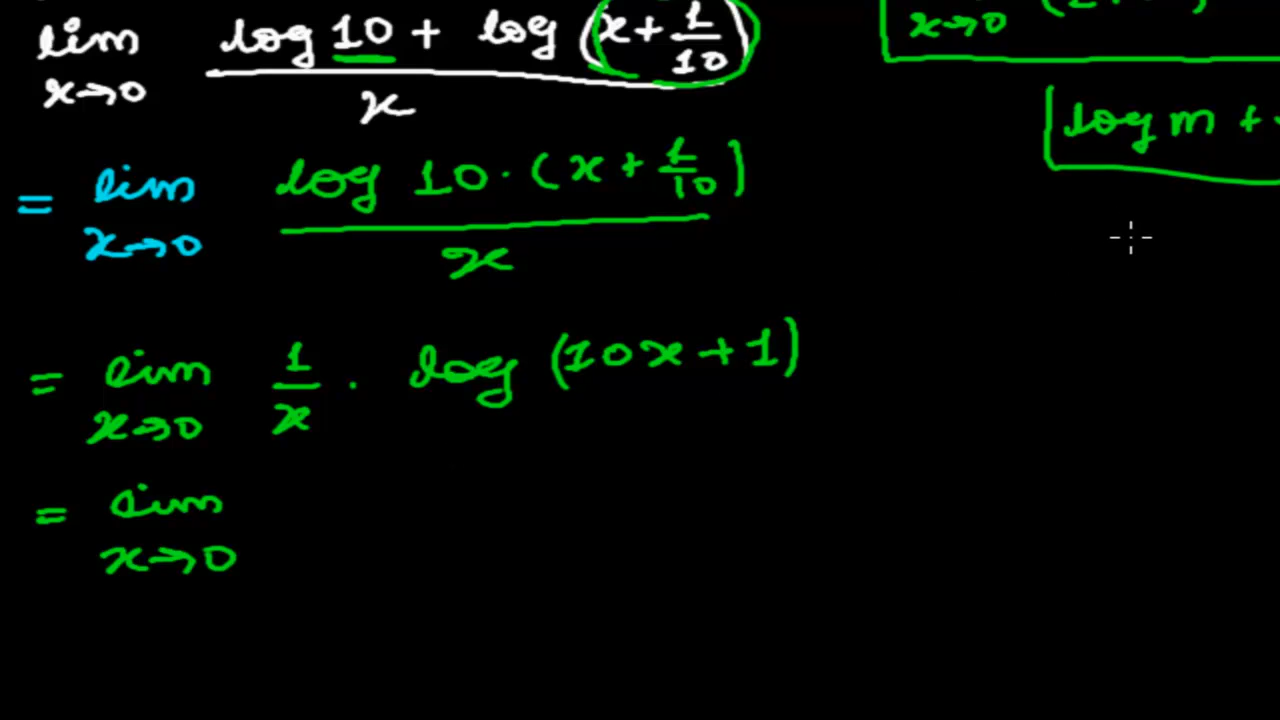 lim x→0 (log 10 + log (x + 1/10)) / x
x→0 (1+
log m +
= lim x→0 (log 10 · (x + 1/10)) / x
= lim x→0 1/x · log (10x + 1)
= lim x→0